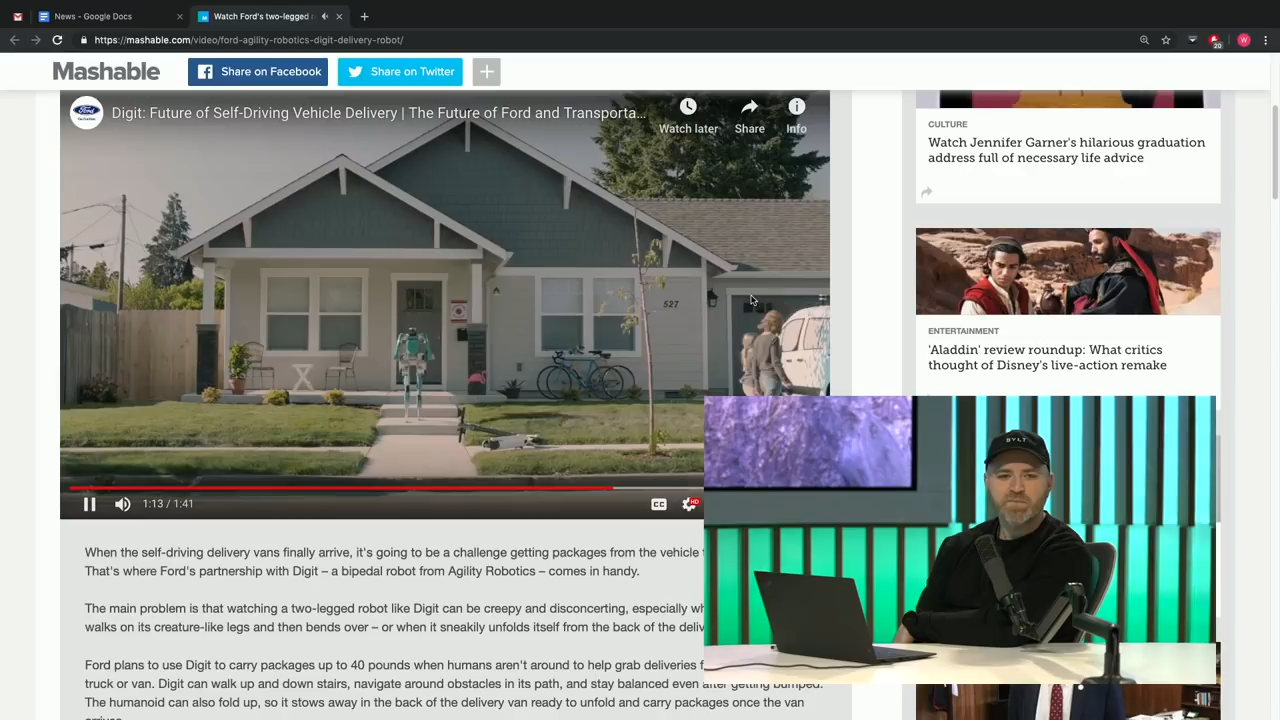 News - Google Docs
Watch Ford's two-legged r
https://mashable.com/video/ford-agility-robotics-digit-delivery-robot/
20
W
Mashable
Share on Facebook
Share on Twitter
Ford
Digit: Future of Self-Driving Vehicle Delivery | The Future of Ford and Transporta...
Watch later
Share
Info
527
1:13 / 1:41
CC
HD
CULTURE
Watch Jennifer Garner's hilarious graduation
address full of necessary life advice
ENTERTAINMENT
'Aladdin' review roundup: What critics
thought of Disney's live-action remake
BYLT
When the self-driving delivery vans finally arrive, it's going to be a challenge getting packages from the vehicle
That's where Ford's partnership with Digit – a bipedal robot from Agility Robotics – comes in handy.
The main problem is that watching a two-legged robot like Digit can be creepy and disconcerting, especially
walks on its creature-like legs and then bends over – or when it sneakily unfolds itself from the back of the
Ford plans to use Digit to carry packages up to 40 pounds when humans aren't around to help grab deliveries
truck or van. Digit can walk up and down stairs, navigate around obstacles in its path, and stay balanced even after getting bumped.
The humanoid can also fold up, so it stows away in the back of the delivery van ready to unfold and carry packages once the van